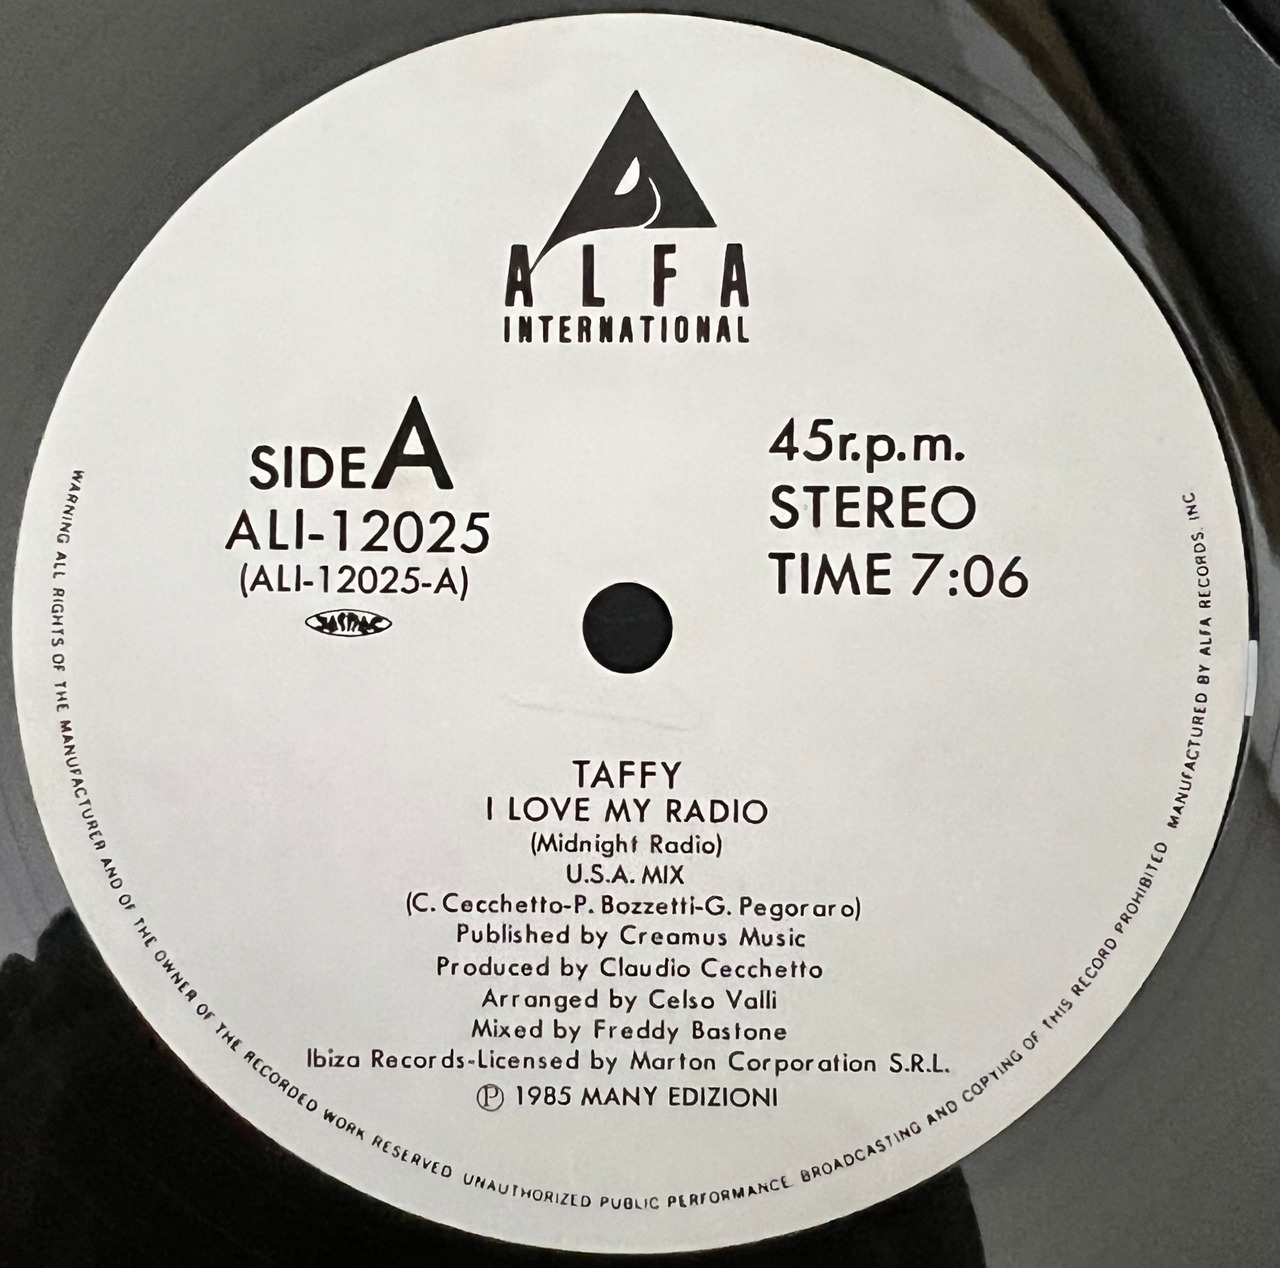 ALFA
INTERNATIONAL
SIDE A
ALI-12025
(ALI-12025-A)
JASRAC
45r.p.m.
STEREO
TIME 7:06
TAFFY
I LOVE MY RADIO
(Midnight Radio)
U.S.A. MIX
(C. Cecchetto-P. Bozzetti-G. Pegoraro)
Published by Creamus Music
Produced by Claudio Cecchetto
Arranged by Celso Valli
Mixed by Freddy Bastone
Ibiza Records-Licensed by Marton Corporation S.R.L.
Ⓟ 1985 MANY EDIZIONI
WARNING ALL RIGHTS OF THE MANUFACTURER AND OF THE OWNER OF THE RECORDED WORK RESERVED UNAUTHORIZED PUBLIC PERFORMANCE BROADCASTING AND COPYING OF THIS RECORD PROHIBITED MANUFACTURED BY ALFA RECORDS. INC